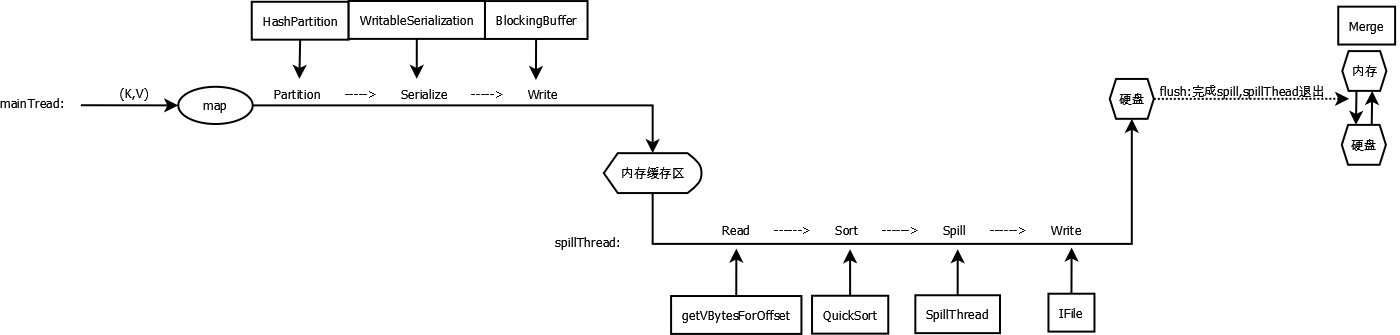 HashPartition
WritableSerialization
BlockingBuffer
Merge
mainTread:
(K,V)
map
Partition -----> Serialize -----> Write
硬盘
flush:完成spill,spillThead退出
内存
硬盘
内存缓存区
spillThread:
Read ------> Sort ------> Spill ------> Write
getVBytesForOffset
QuickSort
SpillThread
IFile